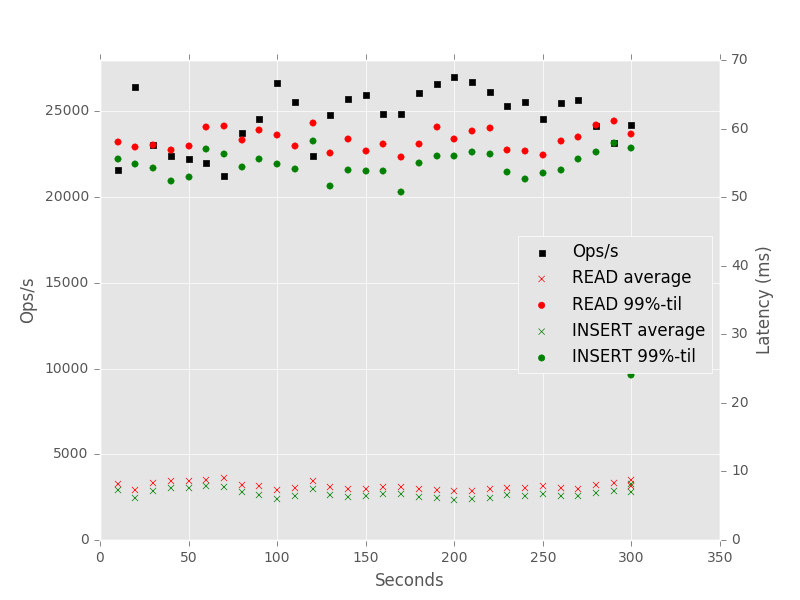 70
25000
60
20000
50
Ops/s
READ average
READ 99%-til
INSERT average
INSERT 99%-til
15000
40
Ops/s
Latency (ms)
30
10000
20
5000
10
0
0
0
50
100
150
200
250
300
350
Seconds